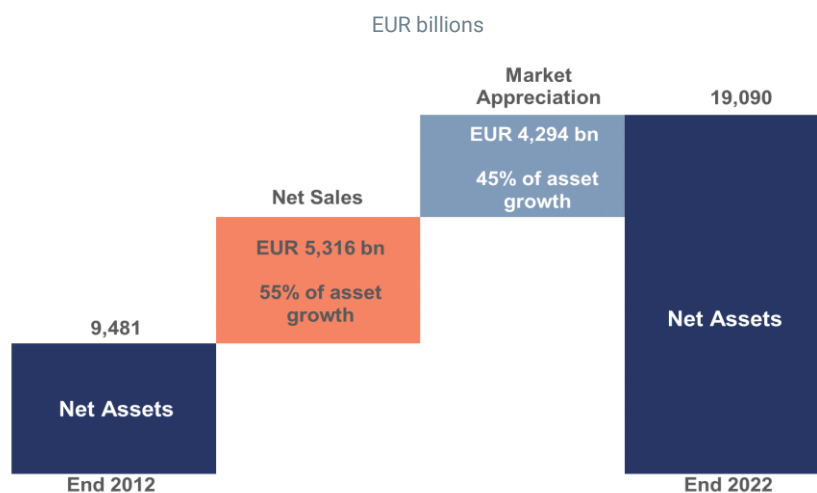 EUR billions
Market
Appreciation
19,090
EUR 4,294 bn
45% of asset
growth
Net Sales
EUR 5,316 bn
55% of asset
growth
Net Assets
9,481
Net Assets
End 2012
End 2022